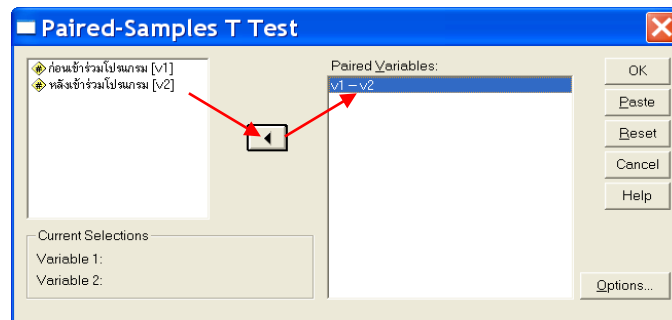 Paired-Samples T Test
ก่อนเข้าร่วมโปรแกรม [v1]
หลังเข้าร่วมโปรแกรม [v2]
Paired Variables:
v1 – v2
OK
Paste
Reset
Cancel
Help
Current Selections
Variable 1:
Variable 2:
Options...